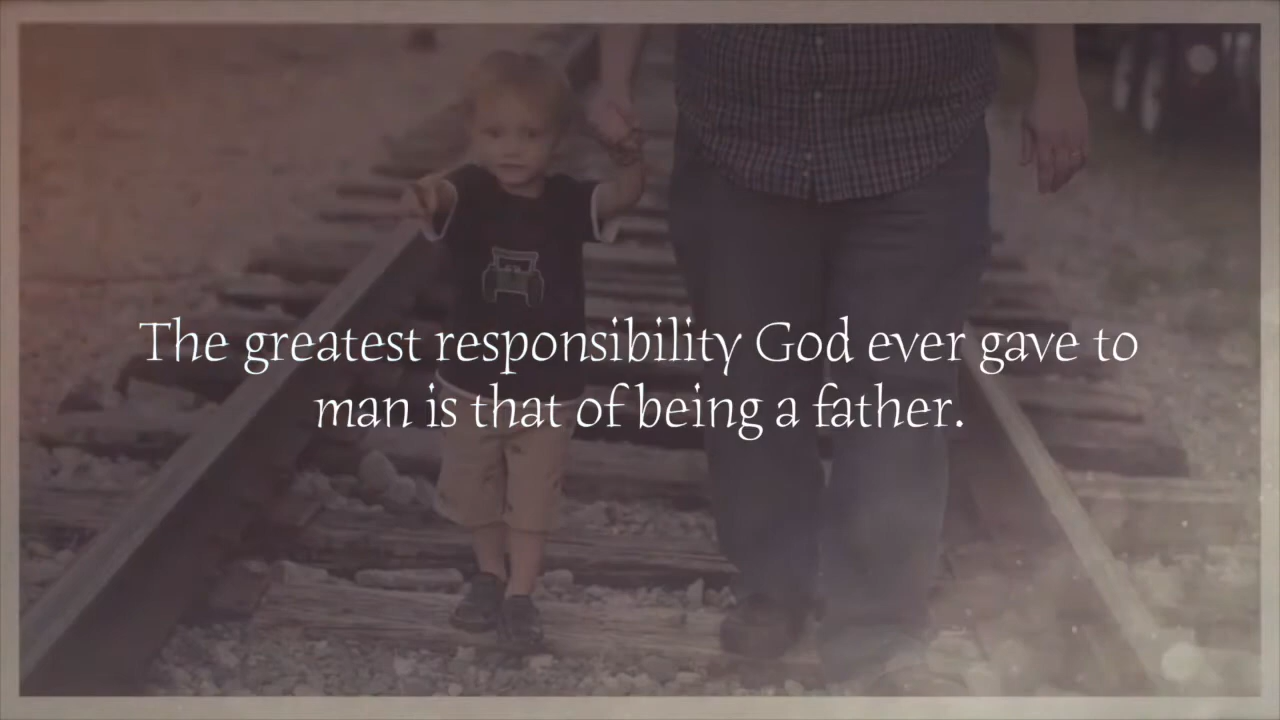 The greatest responsibility God ever gave to
man is that of being a father.